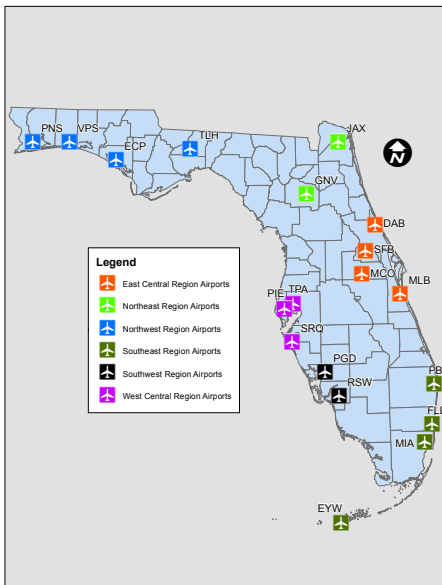 PNS
VPS
ECP
TLH
JAX
N
GNV
DAB
SFB
MCO
MLB
PIE
TPA
SRQ
PGD
RSW
PB
FLL
MIA
EYW
Legend
East Central Region Airports
Northeast Region Airports
Northwest Region Airports
Southeast Region Airports
Southwest Region Airports
West Central Region Airports